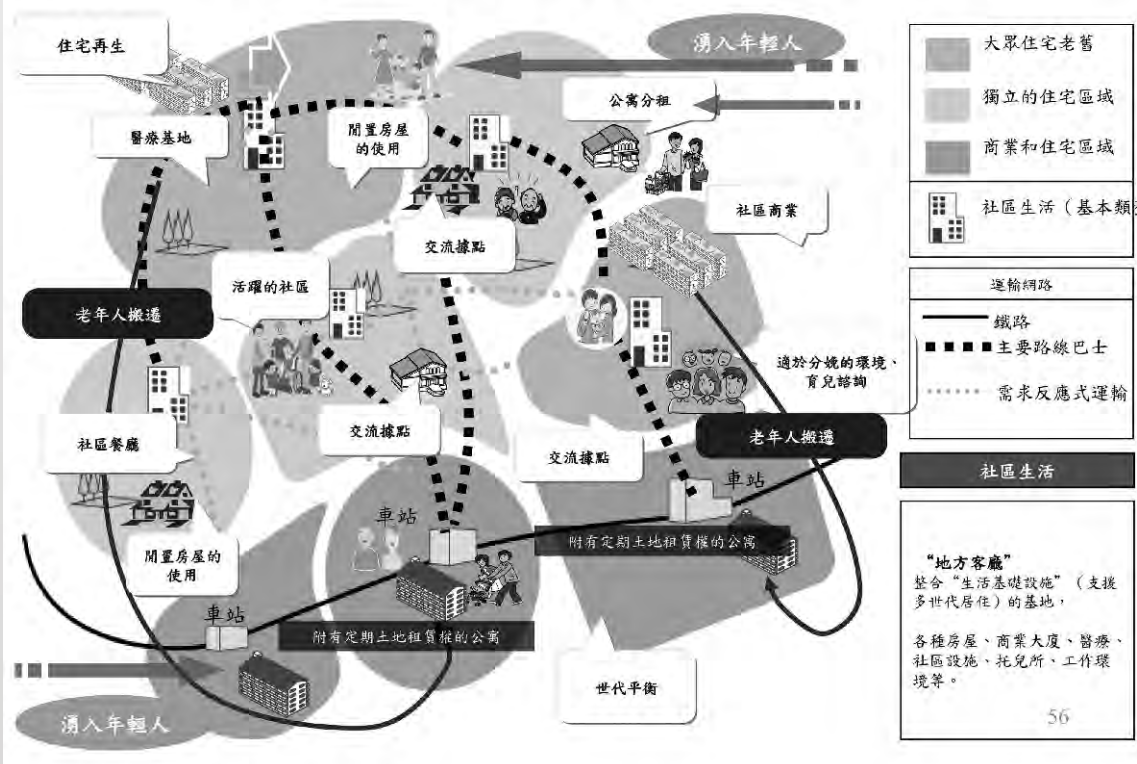 住宅再生
湧入年輕人
公寓分租
醫療基地
閒置房屋
的使用
社區商業
交流據點
活躍的社區
老年人搬遷
適於分娩的環境、
育兒諮詢
社區餐廳
交流據點
交流據點
老年人搬遷
車站
車站
附有定期土地租賃權的公寓
閒置房屋的
使用
車站
附有定期土地租賃權的公寓
世代平衡
湧入年輕人
大眾住宅老舊
獨立的住宅區域
商業和住宅區域
社區生活（基本類
運輸網路
鐵路
主要路線巴士
需求反應式運輸
社區生活
“地方客廳”
整合“生活基礎設施”（支援
多世代居住）的基地，
各種房屋、商業大廈、醫療、
社區設施、托兒所、工作環
境等。
56